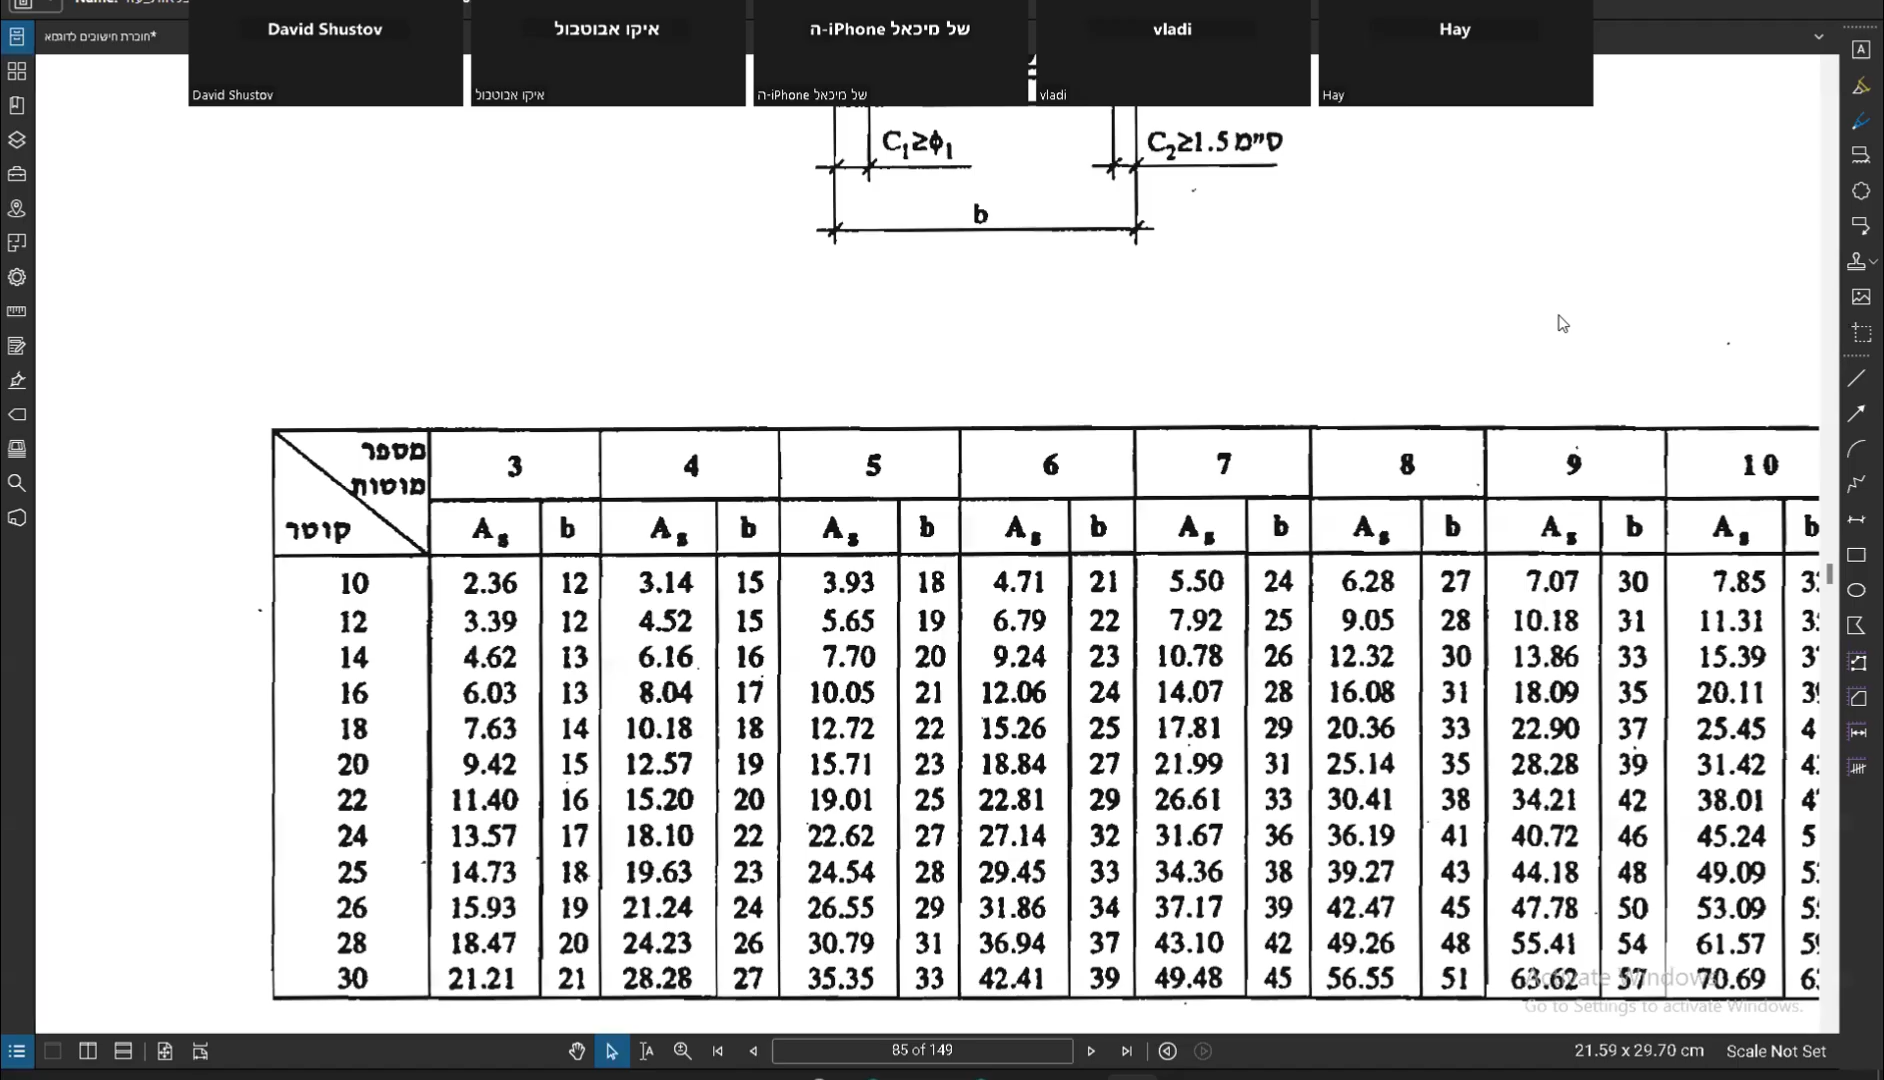 Name:
*חוברת חישובים לדוגמא
David Shustov
David Shustov
איקו אבוטבול
איקו אבוטבול
ה-iPhone של מיכאל
ה-iPhone של מיכאל
vladi
vladi
Hay
Hay
C₁≥ϕ₁
C₂≥1.5 ס"מ
b
מספר מוטות 3 4 5 6 7 8 9 10
קוטר As b As b As b As b As b As b As b As b
10 2.36 12 3.14 15 3.93 18 4.71 21 5.50 24 6.28 27 7.07 30 7.85
12 3.39 12 4.52 15 5.65 19 6.79 22 7.92 25 9.05 28 10.18 31 11.31
14 4.62 13 6.16 16 7.70 20 9.24 23 10.78 26 12.32 30 13.86 33 15.39
16 6.03 13 8.04 17 10.05 21 12.06 24 14.07 28 16.08 31 18.09 35 20.11
18 7.63 14 10.18 18 12.72 22 15.26 25 17.81 29 20.36 33 22.90 37 25.45
20 9.42 15 12.57 19 15.71 23 18.84 27 21.99 31 25.14 35 28.28 39 31.42
22 11.40 16 15.20 20 19.01 25 22.81 29 26.61 33 30.41 38 34.21 42 38.01
24 13.57 17 18.10 22 22.62 27 27.14 32 31.67 36 36.19 41 40.72 46 45.24
25 14.73 18 19.63 23 24.54 28 29.45 33 34.36 38 39.27 43 44.18 48 49.09
26 15.93 19 21.24 24 26.55 29 31.86 34 37.17 39 42.47 45 47.78 50 53.09
28 18.47 20 24.23 26 30.79 31 36.94 37 43.10 42 49.26 48 55.41 54 61.57
30 21.21 21 28.28 27 35.35 33 42.41 39 49.48 45 56.55 51 63.62 57 70.69
Activate Windows
Go to Settings to activate Windows.
85 of 149
21.59 x 29.70 cm
Scale Not Set